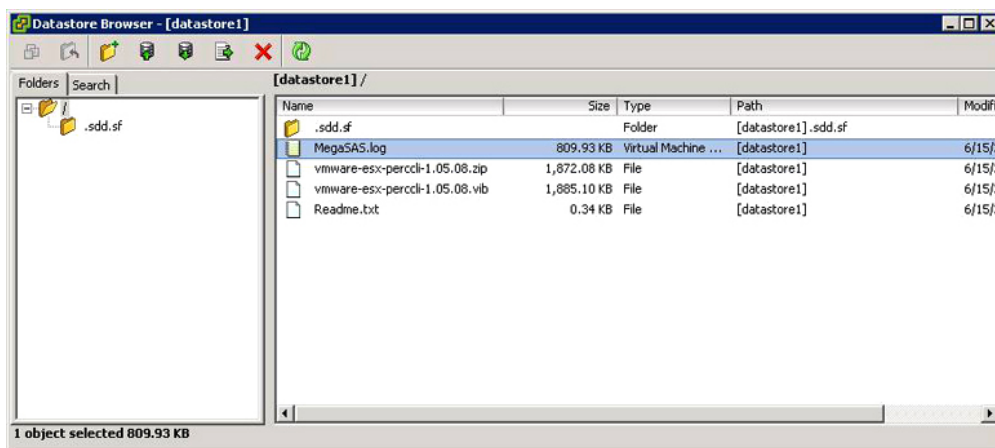 Datastore Browser - [datastore1]
Folders Search [datastore1] /
Name Size Type Path Modifi
/
.sdd.sf
.sdd.sf Folder [datastore1] .sdd.sf
MegaSAS.log 809.93 KB Virtual Machine ... [datastore1] 6/15/
vmware-esx-perccli-1.05.08.zip 1,872.08 KB File [datastore1] 6/15/
vmware-esx-perccli-1.05.08.vib 1,885.10 KB File [datastore1] 6/15/
Readme.txt 0.34 KB File [datastore1] 6/15/
1 object selected 809.93 KB